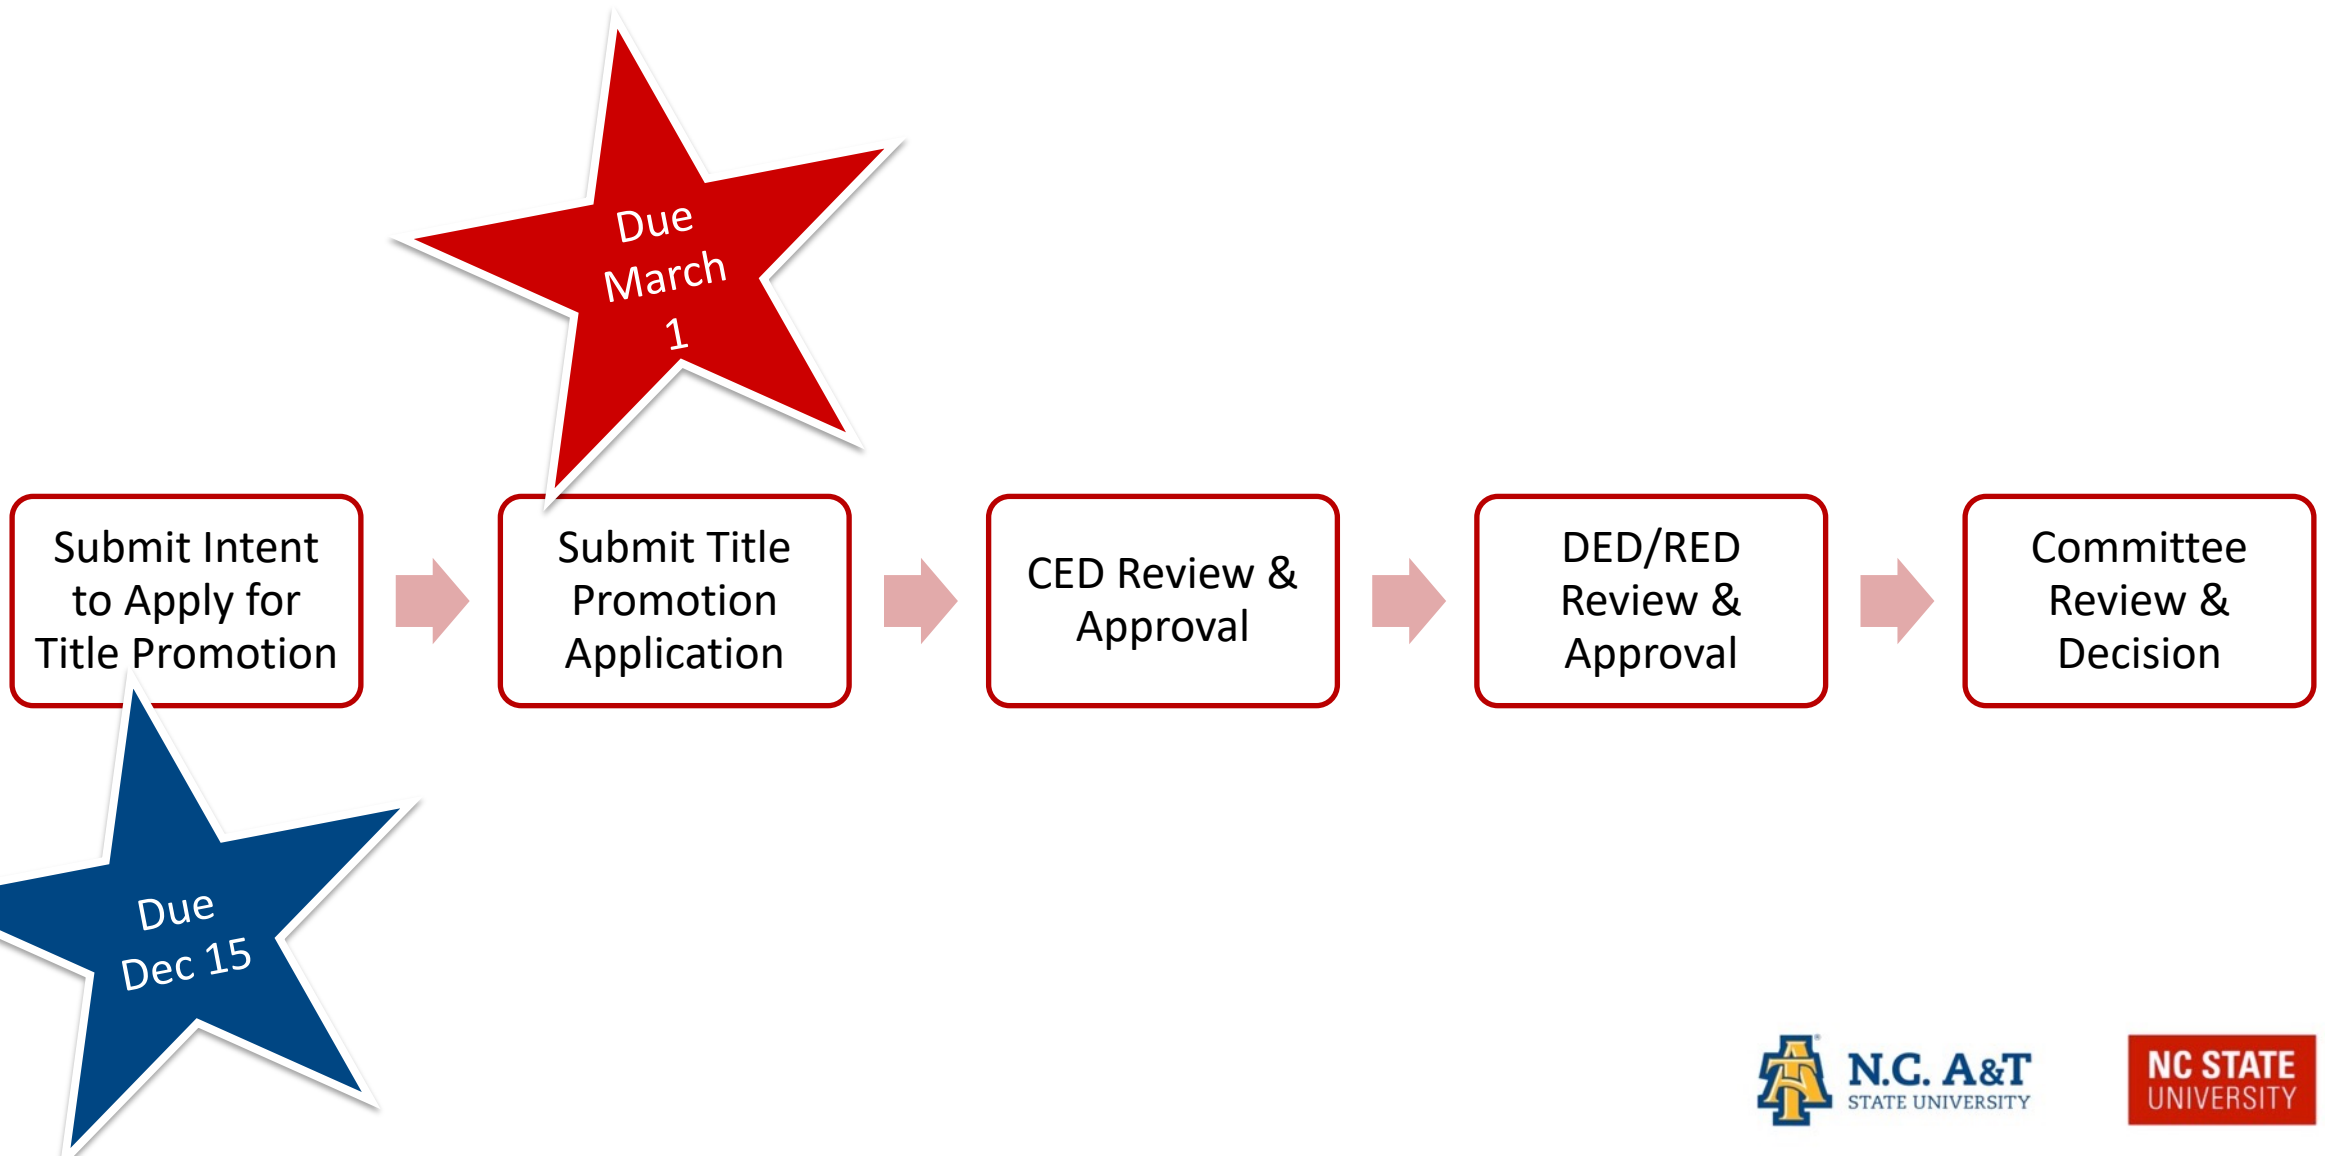 Due
March
1
Submit Intent
to Apply for
Title Promotion
Submit Title
Promotion
Application
CED Review &
Approval
DED/RED
Review &
Approval
Committee
Review &
Decision
Due
Dec 15
N.C. A&T
STATE UNIVERSITY
NC STATE
UNIVERSITY